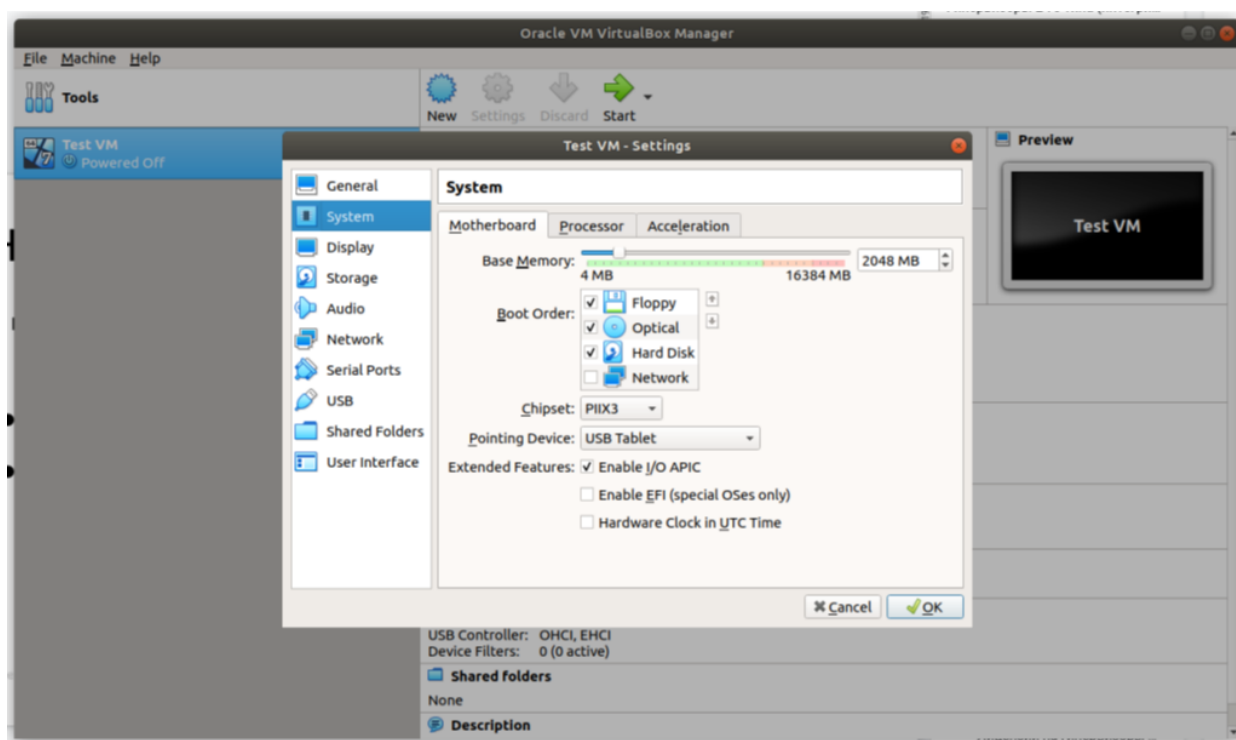 Oracle VM VirtualBox Manager
File Machine Help
Tools
New Settings Discard Start
Test VM
Powered Off
Preview
Test VM
Test VM - Settings
General
System
Display
Storage
Audio
Network
Serial Ports
USB
Shared Folders
User Interface
System
Motherboard Processor Acceleration
Base Memory: 2048 MB
4 MB 16384 MB
Boot Order: Floppy
Optical
Hard Disk
Network
Chipset: PIIX3
Pointing Device: USB Tablet
Extended Features: Enable I/O APIC
Enable EFI (special OSes only)
Hardware Clock in UTC Time
Cancel OK
USB Controller: OHCI, EHCI
Device Filters: 0 (0 active)
Shared folders
None
Description